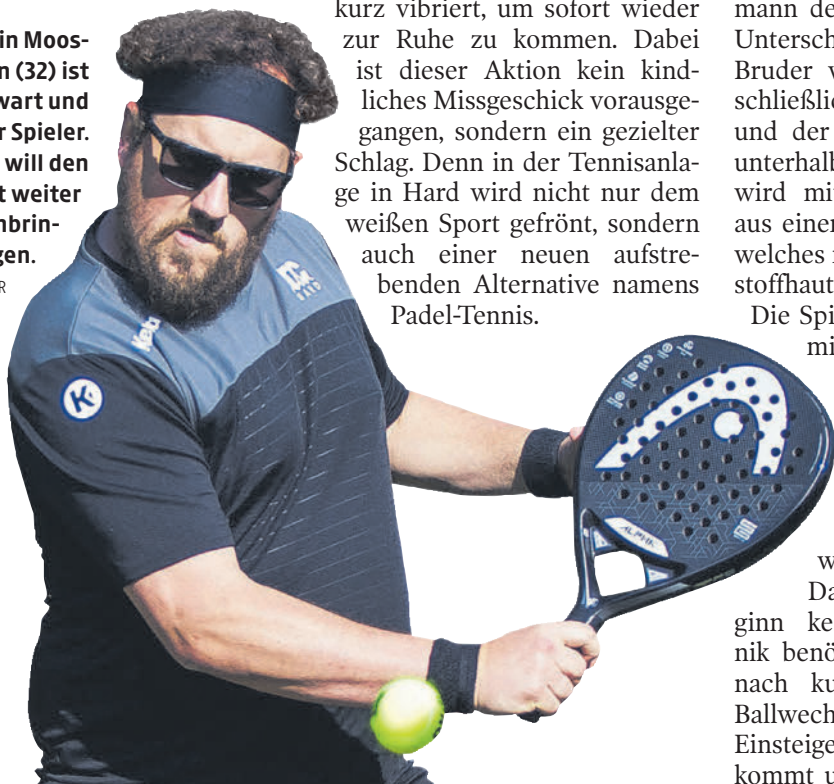 in Moos-
n (32) ist
wart und
r Spieler.
will den
t weiter
nbrin-
gen.
R
kurz vibriert, um sofort wieder
zur Ruhe zu kommen. Dabei
ist dieser Aktion kein kind-
liches Missgeschick vorausge-
gangen, sondern ein gezielter
Schlag. Denn in der Tennisanla-
ge in Hard wird nicht nur dem
weißen Sport gefrönt, sondern
auch einer neuen aufstre-
benden Alternative namens
Padel-Tennis.
mann de
Untersch
Bruder v
schließlic
und der
unterhalb
wird mi
aus einer
welches
stoffhaut
Die Spi
mi
w
Da
ginn ke
nik benö
nach ku
Ballwech
Einsteige
kommt u
HARD
Kempa
K
ALPHA